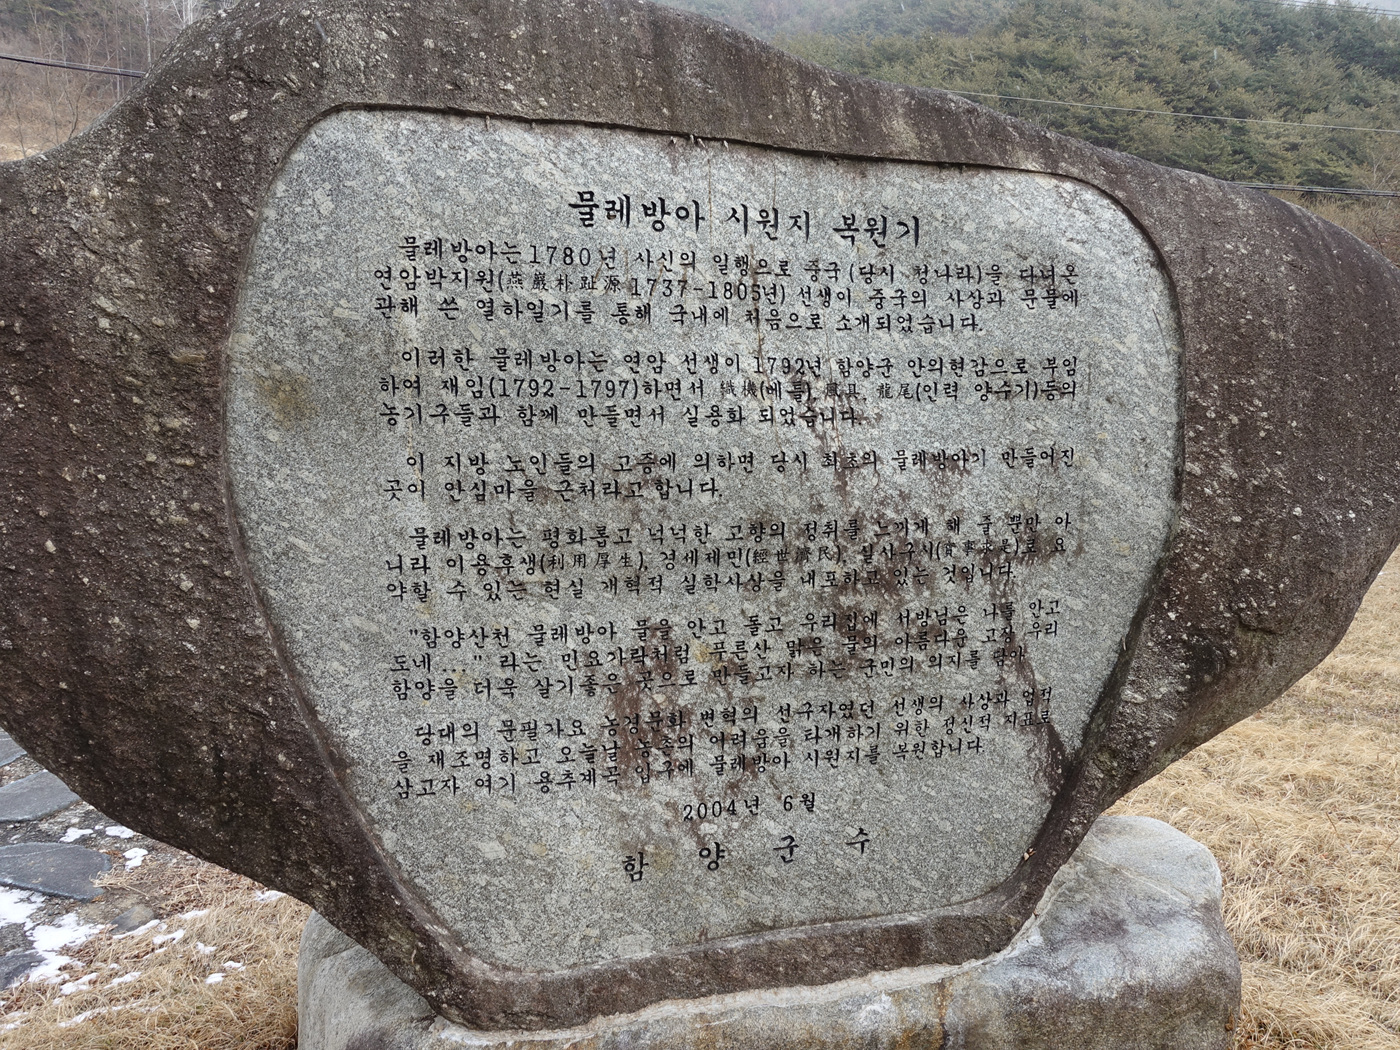 물레방아 시원지 복원기
물레방아는 1780년 사신의 일행으로 중국(당시 청나라)을 다녀온
연암박지원(燕巖朴趾源 1737-1805년) 선생이 중국의 사상과 문물에
관해 쓴 열하일기를 통해 국내에 처음으로 소개되었습니다.
이러한 물레방아는 연암 선생이 1792년 함양군 안의현감으로 부임
하여 재임(1792-1797)하면서 織機(베틀), 風具, 龍尾(인력 양수기)등의
농기구들과 함께 만들면서 실용화 되었습니다.
이 지방 노인들의 고증에 의하면 당시 최초의 물레방아기 만들어진
곳이 안심마을 근처라고 합니다.
물레방아는 평화롭고 넉넉한 고향의 정취를 느끼게 해 줄 뿐만 아
니라 이용후생(利用厚生), 경세제민(經世濟民), 실사구시(實事求是)로 요
약할 수 있는 현실 개혁적 실학사상을 내포하고 있는 것입니다.
"함양산천 물레방아 물을 안고 돌고 우리집에 서방님은 나를 안고
도네..." 라는 민요가락처럼 푸른산 맑은 물의 아름다운 고장 우리
함양을 더욱 살기좋은 곳으로 만들고자 하는 군민의 의지를 담아
당대의 문필가요 농경문화 변혁의 선구자였던 선생의 사상과 업적
을 재조명하고 오늘날 농촌의 어려움을 타개하기 위한 정신적 지표로
삼고자 여기 용추계곡 입구에 물레방아 시원지를 복원합니다.
2004년 6월
함양군수